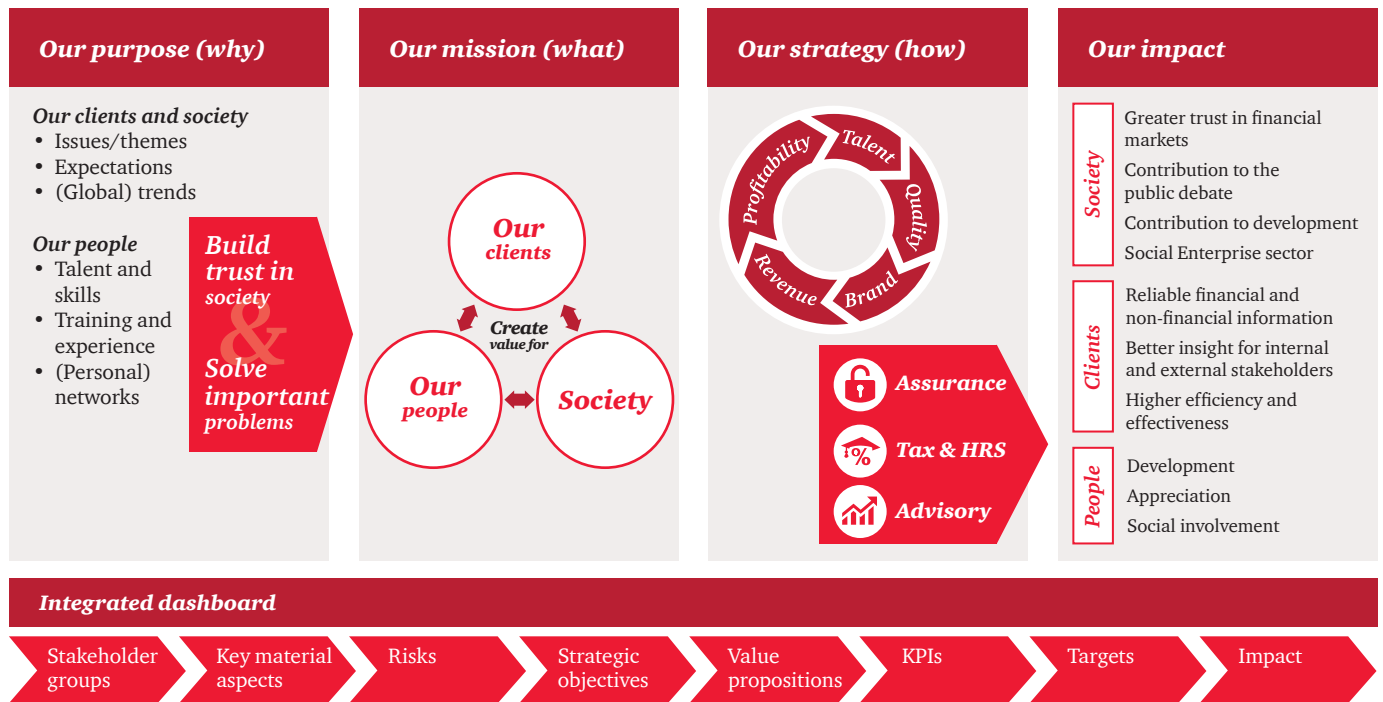 Our purpose (why)
Our clients and society
• Issues/themes
• Expectations
• (Global) trends
Our people
• Talent and
skills
• Training and
experience
• (Personal)
networks
Build
trust in
society
&
Solve
important
problems
Our mission (what)
Our
clients
Create
value for
Our
people
Society
Our strategy (how)
Talent
Quality
Brand
Revenue
Profitability
Assurance
%
Tax & HRS
Advisory
Our impact
Society
Greater trust in financial
markets
Contribution to the
public debate
Contribution to development
Social Enterprise sector
Clients
Reliable financial and
non-financial information
Better insight for internal
and external stakeholders
Higher efficiency and
effectiveness
People
Development
Appreciation
Social involvement
Integrated dashboard
Stakeholder
groups
Key material
aspects
Risks
Strategic
objectives
Value
propositions
KPIs
Targets
Impact